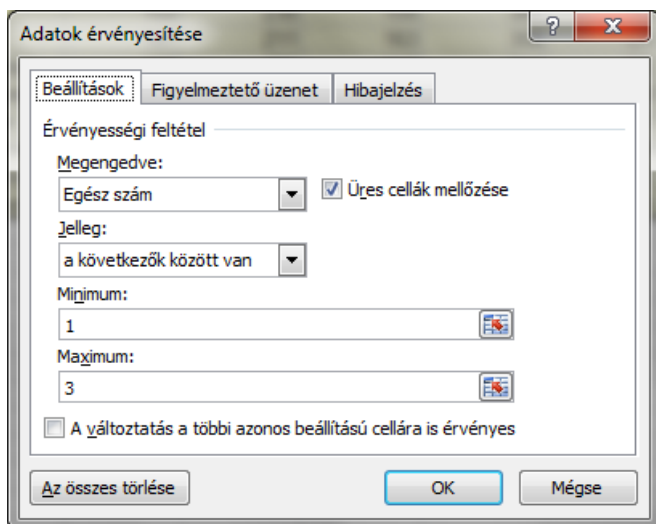 Adatok érvényesítése
Beállítások Figyelmeztető üzenet Hibajelzés
Érvényességi feltétel
Megengedve:
Egész szám Üres cellák mellőzése
Jelleg:
a következők között van
Minimum:
1
Maximum:
3
A változtatás a többi azonos beállítású cellára is érvényes
Az összes törlése OK Mégse